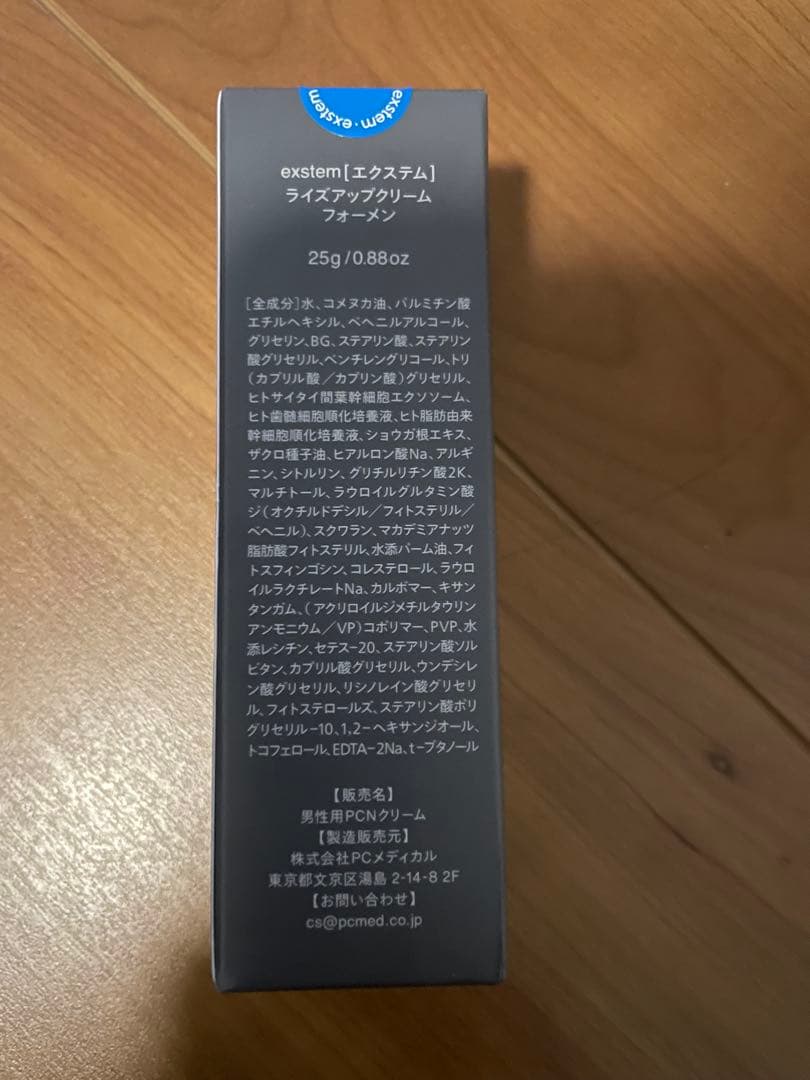 exstem・exstem
exstem[エクステム]
ライズアップクリーム
フォーメン
25g/0.88oz
[全成分]水、コメヌカ油、パルミチン酸
エチルヘキシル、ベヘニルアルコール、
グリセリン、BG、ステアリン酸、ステアリン
酸グリセリル、ペンチレングリコール、トリ
(カプリル酸/カプリン酸)グリセリル、
ヒトサイタイ間葉幹細胞エクソソーム、
ヒト歯髄細胞順化培養液、ヒト脂肪由来
幹細胞順化培養液、ショウガ根エキス、
ザクロ種子油、ヒアルロン酸Na、アルギ
ニン、シトルリン、グリチルリチン酸2K、
マルチトール、ラウロイルグルタミン酸
ジ(オクチルドデシル/フィトステリル/
ベヘニル)、スクワラン、マカデミアナッツ
脂肪酸フィトステリル、水添パーム油、フィ
トスフィンゴシン、コレステロール、ラウロ
イルラクチレートNa、カルボマー、キサン
タンガム、(アクリロイルジメチルタウリン
アンモニウム/VP)コポリマー、PVP、水
添レシチン、セテス-20、ステアリン酸ソル
ビタン、カプリル酸グリセリル、ウンデシレ
ン酸グリセリル、リシノレイン酸グリセリ
ル、フィトステロールズ、ステアリン酸ポリ
グリセリル-10、1,2-ヘキサンジオール、
トコフェロール、EDTA-2Na、t-ブタノール
【販売名】
男性用PCNクリーム
【製造販売元】
株式会社PCメディカル
東京都文京区湯島 2-14-8 2F
【お問い合わせ】
cs@pcmed.co.jp